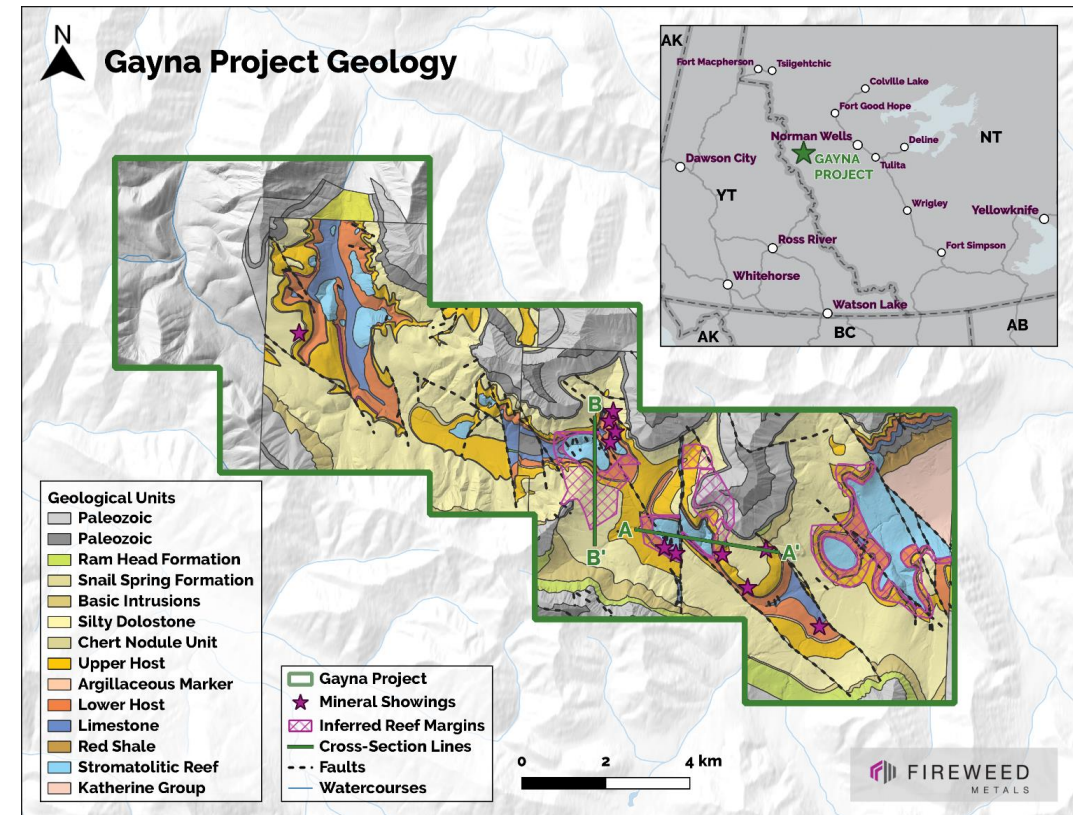 N
Gayna Project Geology
AK
Fort Macpherson
Tsiigehtchic
Colville Lake
Fort Good Hope
Norman Wells
Deline
NT
Dawson City
GAYNA
PROJECT
Tulita
YT
Wrigley
Yellowknife
Ross River
Fort Simpson
Whitehorse
Watson Lake
AK
BC
AB
B
A
A'
B'
Geological Units
Paleozoic
Paleozoic
Ram Head Formation
Snail Spring Formation
Basic Intrusions
Silty Dolostone
Chert Nodule Unit
Upper Host
Argillaceous Marker
Lower Host
Limestone
Red Shale
Stromatolitic Reef
Katherine Group
Gayna Project
Mineral Showings
Inferred Reef Margins
Cross-Section Lines
Faults
Watercourses
0 2 4 km
FIREWEED
METALS